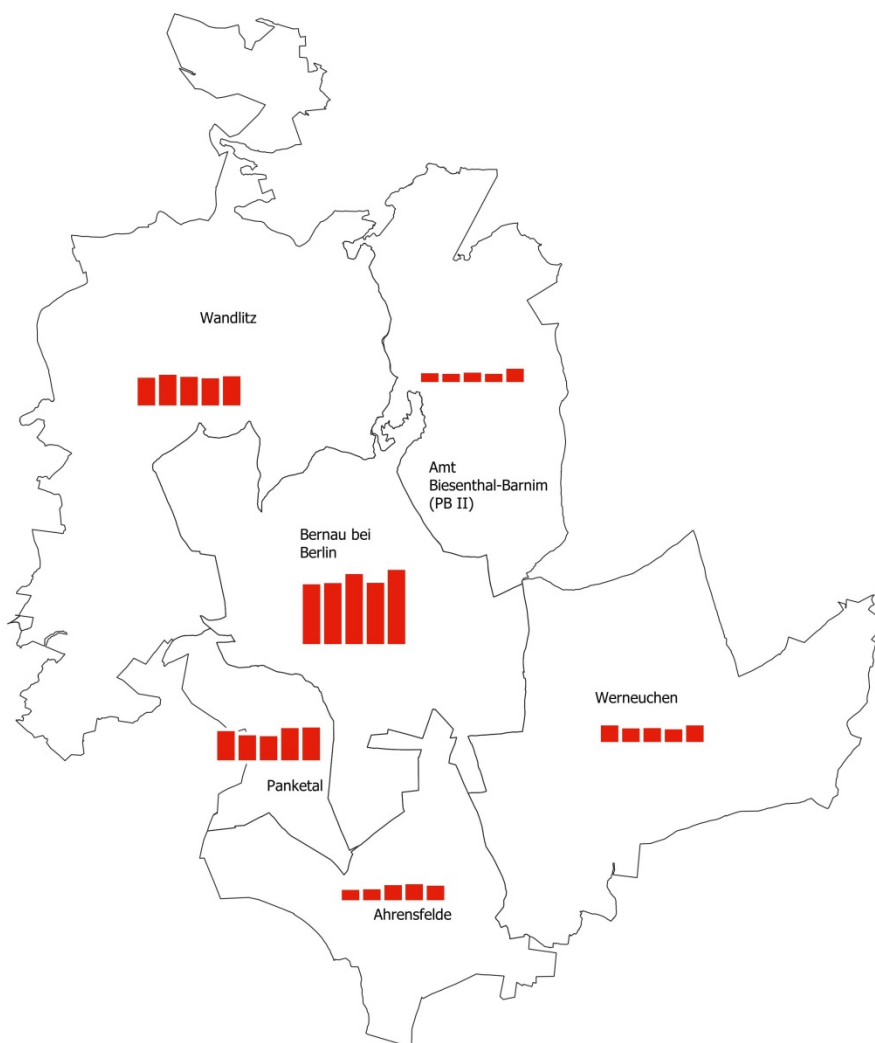 Wandlitz
Amt
Biesenthal-Barnim
(PB II)
Bernau bei
Berlin
Werneuchen
Panketal
Ahrensfelde